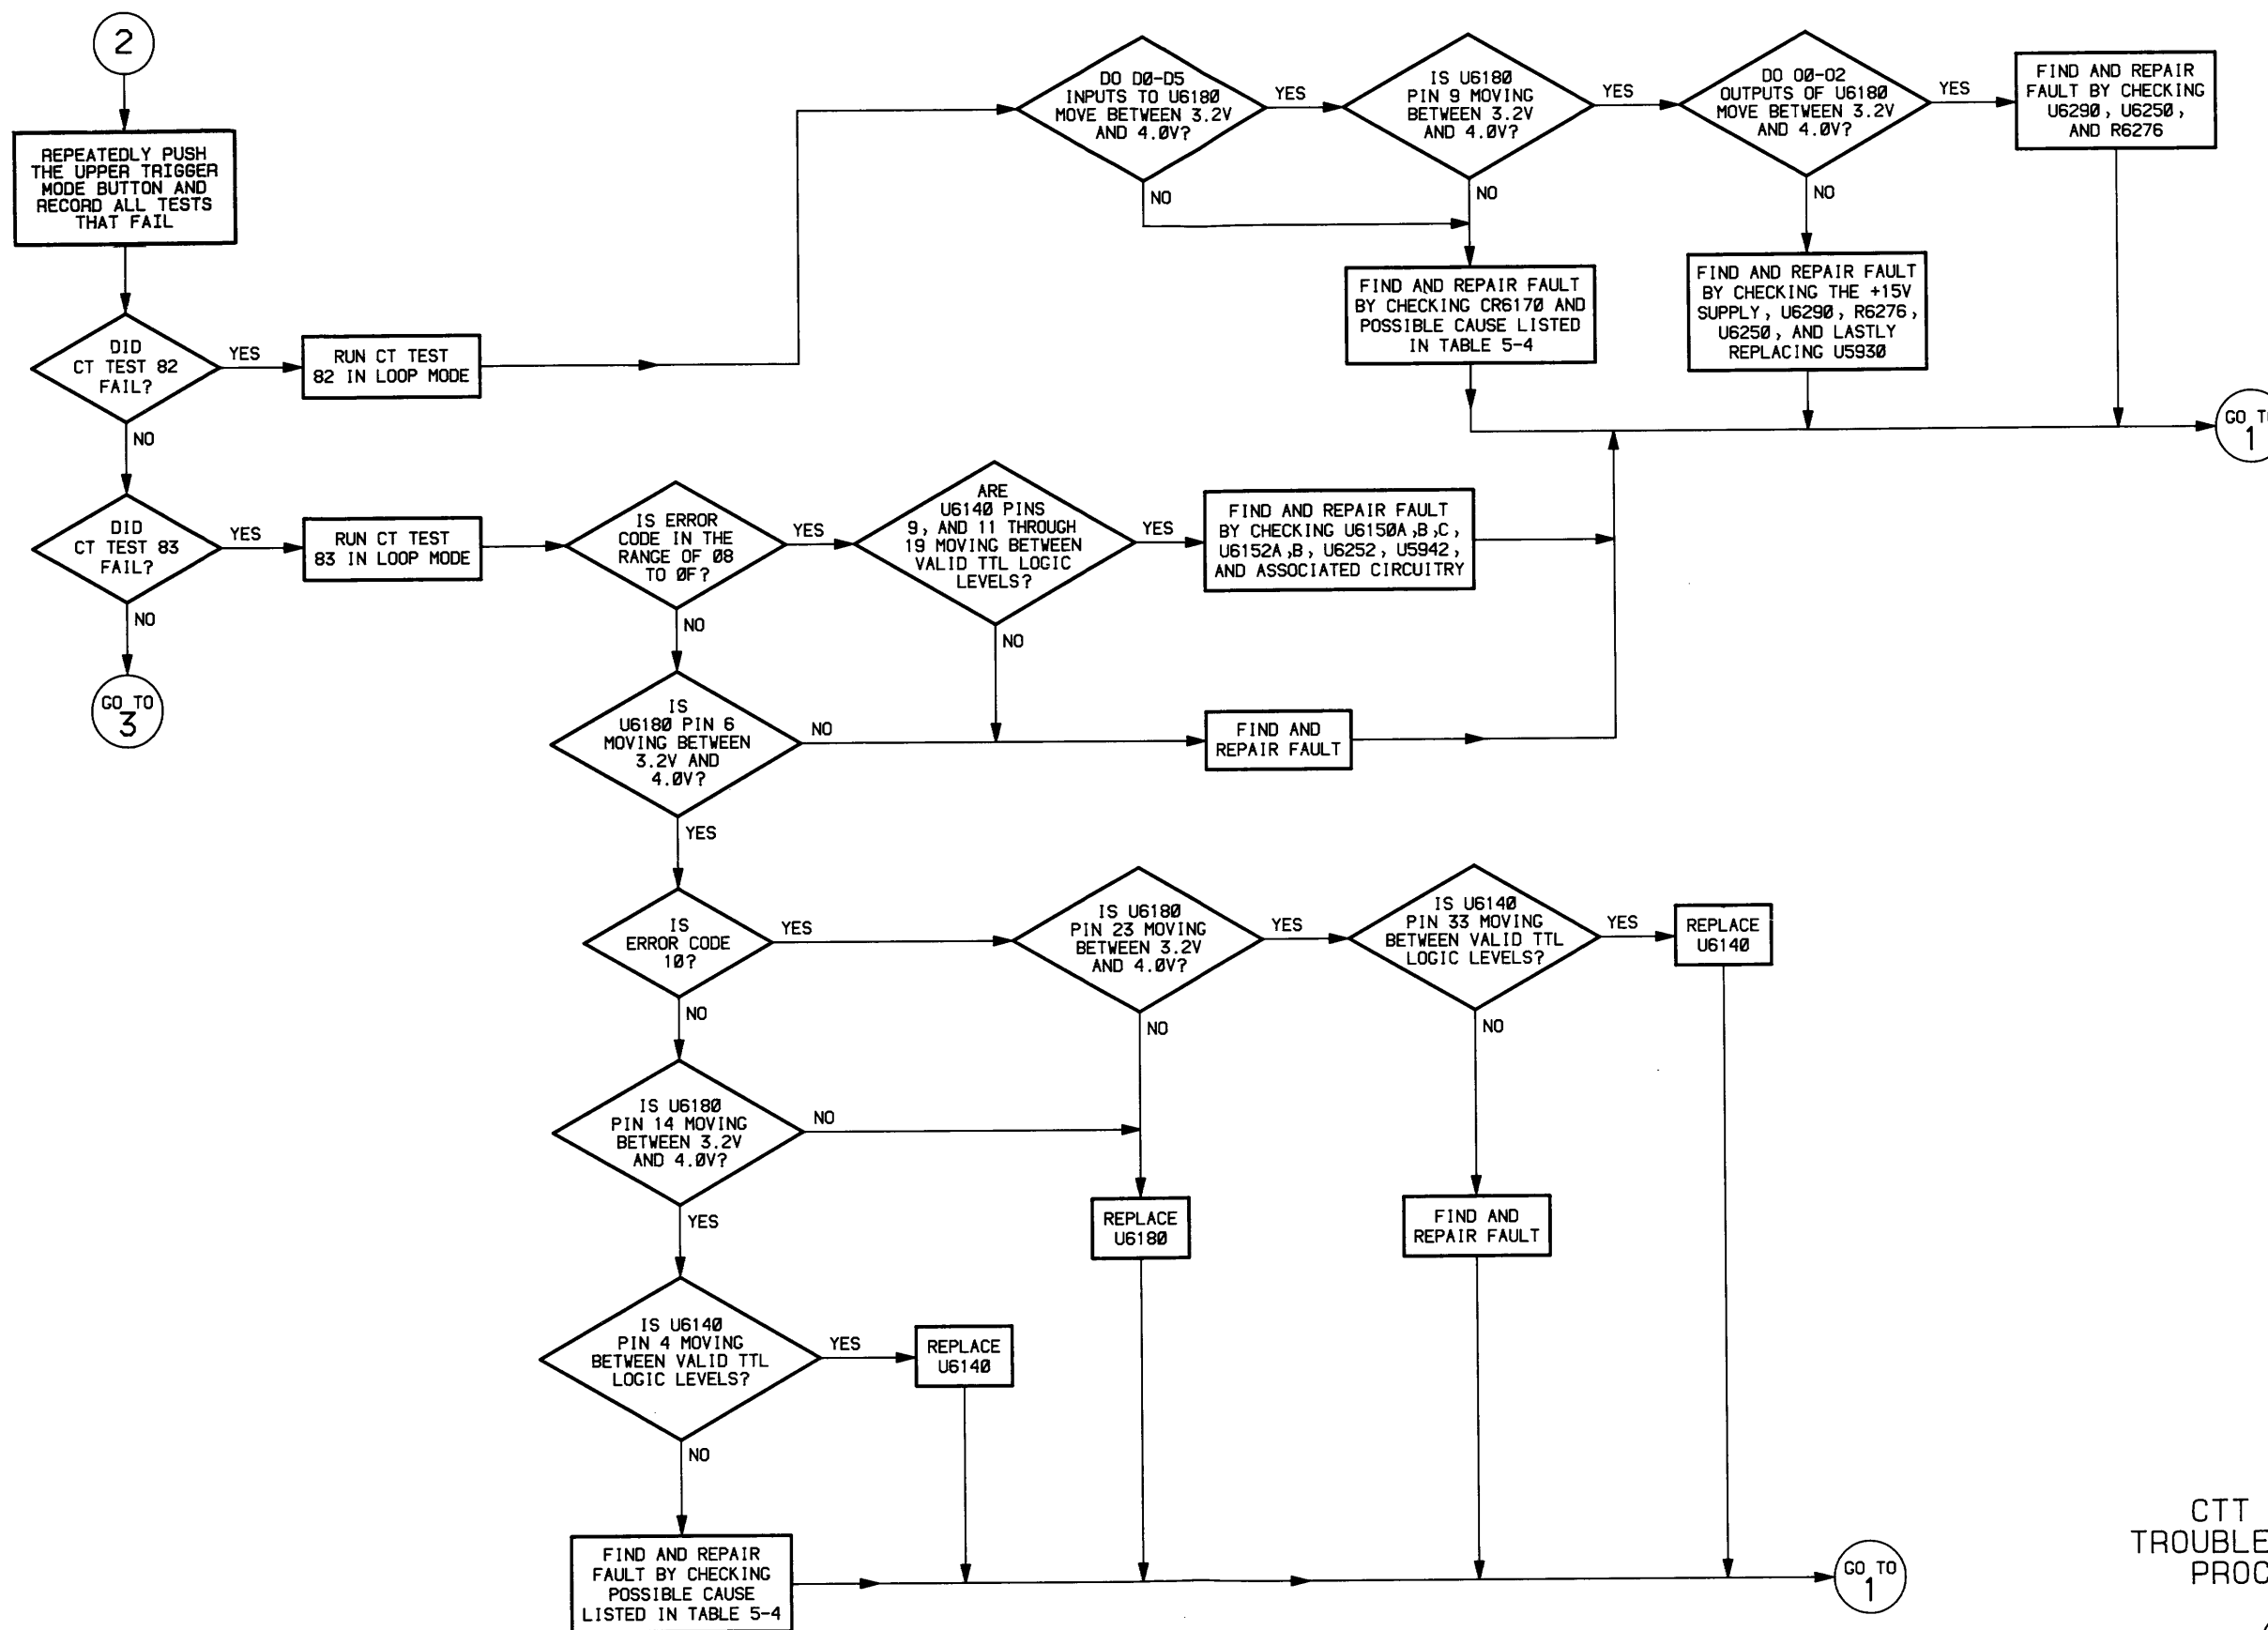 2
REPEATEDLY PUSH
THE UPPER TRIGGER
MODE BUTTON AND
RECORD ALL TESTS
THAT FAIL
DID
CT TEST 82
FAIL?
YES
NO
RUN CT TEST
82 IN LOOP MODE
DO D0-D5
INPUTS TO U6180
MOVE BETWEEN 3.2V
AND 4.0V?
YES
NO
IS U6180
PIN 9 MOVING
BETWEEN 3.2V
AND 4.0V?
YES
NO
DO O0-O2
OUTPUTS OF U6180
MOVE BETWEEN 3.2V
AND 4.0V?
YES
NO
FIND AND REPAIR
FAULT BY CHECKING
U6290, U6250,
AND R6276
FIND AND REPAIR FAULT
BY CHECKING CR6170 AND
POSSIBLE CAUSE LISTED
IN TABLE 5-4
FIND AND REPAIR FAULT
BY CHECKING THE +15V
SUPPLY, U6290, R6276,
U6250, AND LASTLY
REPLACING U5930
GO TO
1
DID
CT TEST 83
FAIL?
YES
NO
GO TO
3
RUN CT TEST
83 IN LOOP MODE
IS ERROR
CODE IN THE
RANGE OF 08
TO 0F?
YES
NO
ARE
U6140 PINS
9, AND 11 THROUGH
19 MOVING BETWEEN
VALID TTL LOGIC
LEVELS?
YES
NO
FIND AND REPAIR FAULT
BY CHECKING U6150A,B,C,
U6152A,B, U6252, U5942,
AND ASSOCIATED CIRCUITRY
IS
U6180 PIN 6
MOVING BETWEEN
3.2V AND
4.0V?
NO
YES
FIND AND
REPAIR FAULT
IS
ERROR CODE
10?
YES
NO
IS U6180
PIN 23 MOVING
BETWEEN 3.2V
AND 4.0V?
YES
NO
IS U6140
PIN 33 MOVING
BETWEEN VALID TTL
LOGIC LEVELS?
YES
NO
REPLACE
U6140
IS U6180
PIN 14 MOVING
BETWEEN 3.2V
AND 4.0V?
NO
YES
REPLACE
U6180
FIND AND
REPAIR FAULT
IS U6140
PIN 4 MOVING
BETWEEN VALID TTL
LOGIC LEVELS?
YES
NO
REPLACE
U6140
FIND AND REPAIR
FAULT BY CHECKING
POSSIBLE CAUSE
LISTED IN TABLE 5-4
GO TO
1
CTT
TROUBLE
PROC